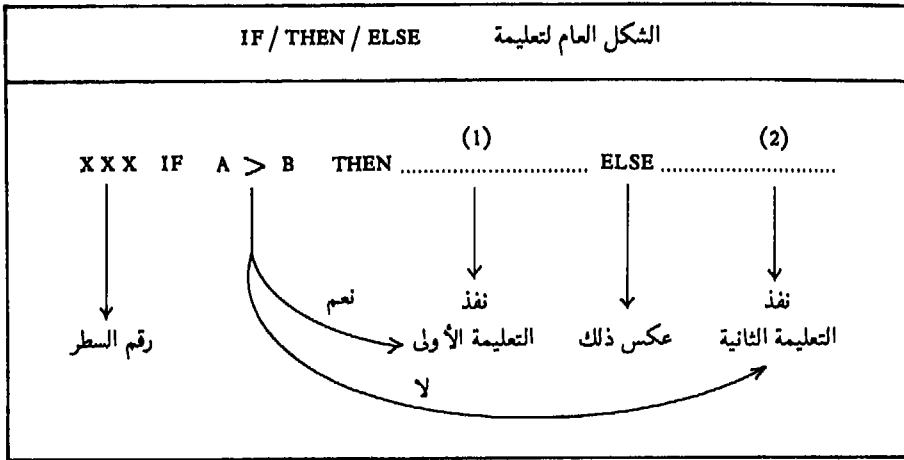 الشكل العام لتعليمة IF / THEN / ELSE
(1) (2)
X X X IF A > B THEN .......................... ELSE ........................
نعم نفذ نفذ
رقم السطر التعليمة الأولى عكس ذلك التعليمة الثانية
لا